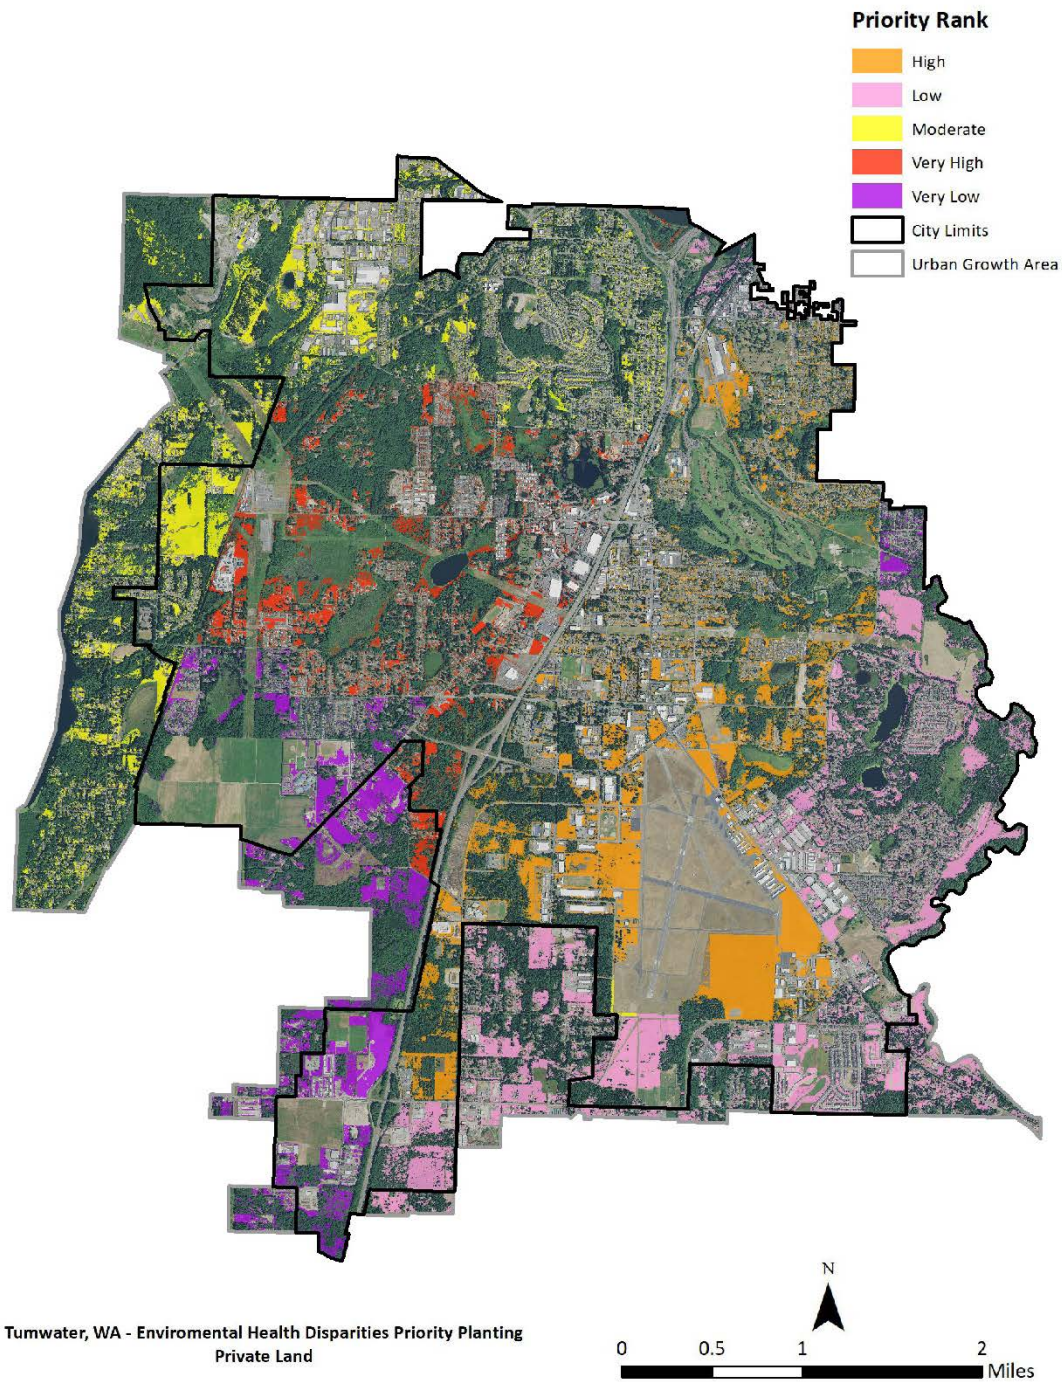 Priority Rank
High
Low
Moderate
Very High
Very Low
City Limits
Urban Growth Area
N
Tumwater, WA - Enviromental Health Disparities Priority Planting
Private Land
0 0.5 1 2
Miles